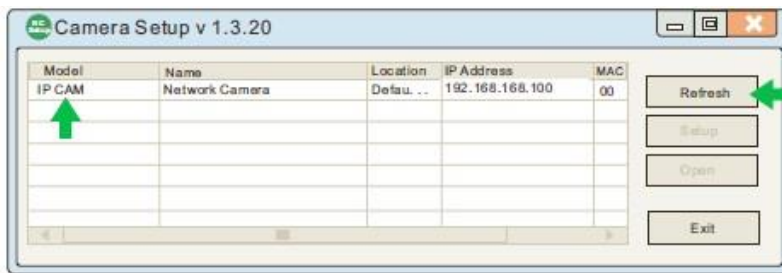 Camera Setup v 1.3.20
Model Name Location IP Address MAC
IP CAM Network Camera Defau. .. 192.168.168.100 00
Refresh
Setup
Open
Exit